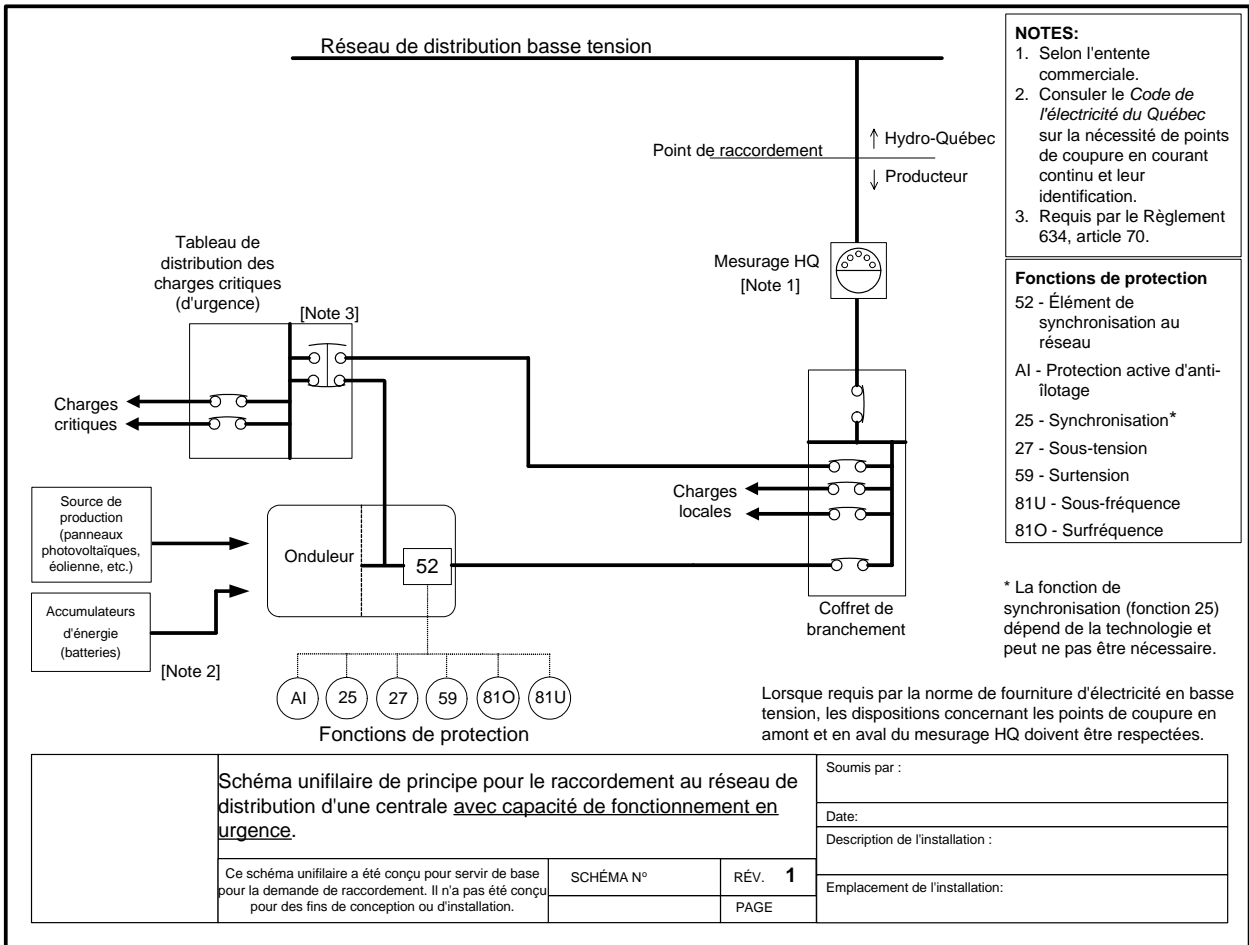 Réseau de distribution basse tension
Point de raccordement
↑ Hydro-Québec
↓ Producteur
Mesurage HQ
[Note 1]
Tableau de
distribution des
charges critiques
(d'urgence)
[Note 3]
Charges
critiques
Charges
locales
Source de
production
(panneaux
photovoltaïques,
éolienne, etc.)
Onduleur
52
Accumulateurs
d'énergie
(batteries)
[Note 2]
Coffret de
branchement
AI
25
27
59
81O
81U
Fonctions de protection
NOTES:
1. Selon l'entente
commerciale.
2. Consuler le Code de
l'électricité du Québec
sur la nécessité de points
de coupure en courant
continu et leur
identification.
3. Requis par le Règlement
634, article 70.
Fonctions de protection
52 - Élément de
synchronisation au
réseau
AI - Protection active d'anti-
îlotage
25 - Synchronisation*
27 - Sous-tension
59 - Surtension
81U - Sous-fréquence
81O - Surfréquence
* La fonction de
synchronisation (fonction 25)
dépend de la technologie et
peut ne pas être nécessaire.
Lorsque requis par la norme de fourniture d'électricité en basse
tension, les dispositions concernant les points de coupure en
amont et en aval du mesurage HQ doivent être respectées.
Schéma unifilaire de principe pour le raccordement au réseau de
distribution d'une centrale avec capacité de fonctionnement en
urgence.
Ce schéma unifilaire a été conçu pour servir de base
pour la demande de raccordement. Il n'a pas été conçu
pour des fins de conception ou d'installation.
SCHÉMA Nº
RÉV. 1
PAGE
Soumis par :
Date:
Description de l'installation :
Emplacement de l'installation: